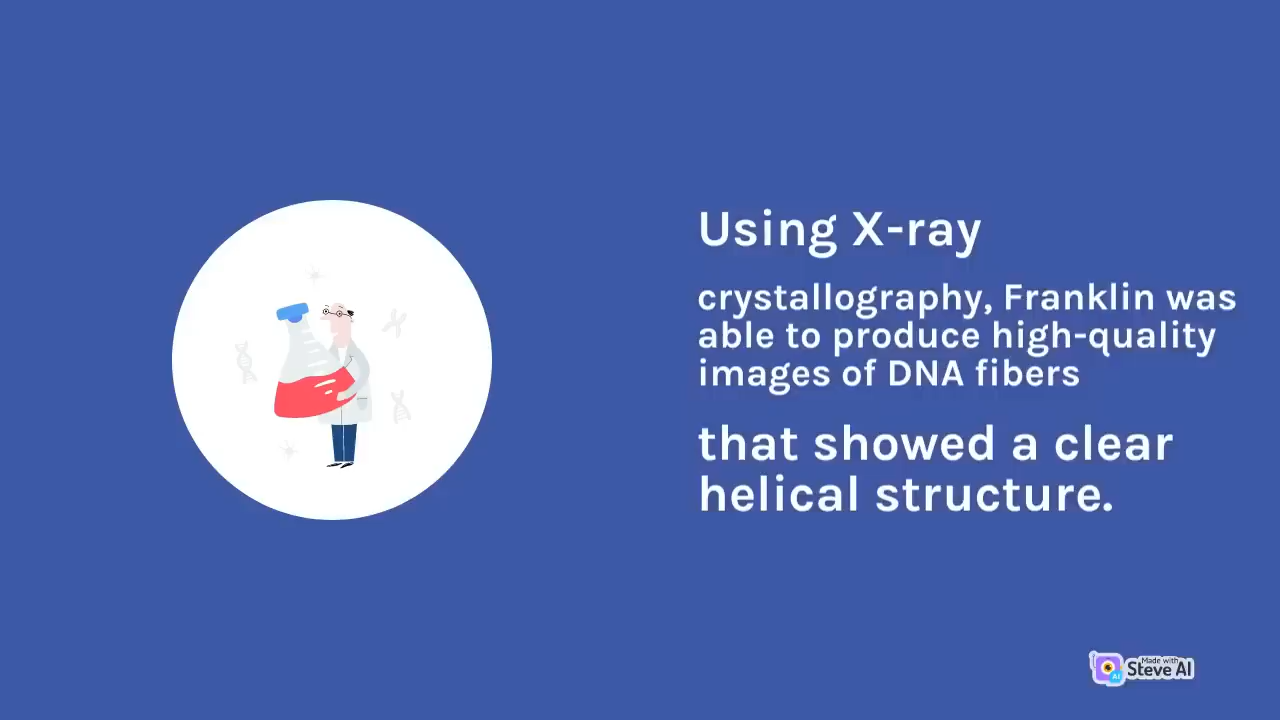 Using X-ray
crystallography, Franklin was
able to produce high-quality
images of DNA fibers
that showed a clear
helical structure.
Made with
Steve AI
AI